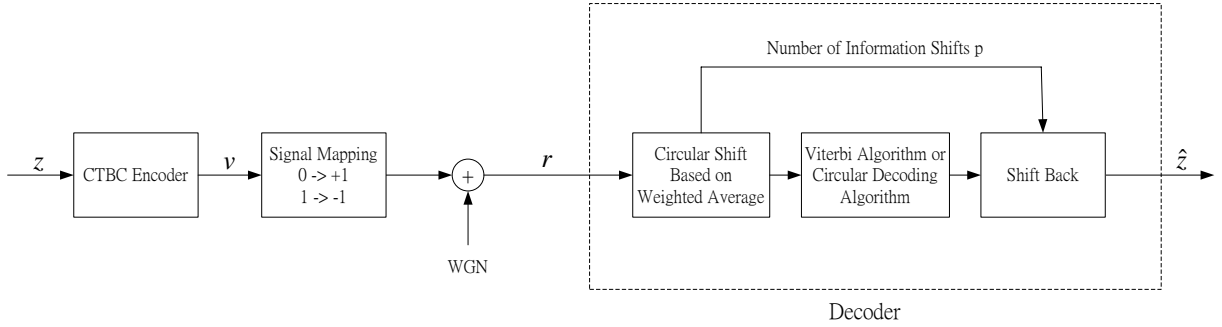 Number of Information Shifts p
z
CTBC Encoder
v
Signal Mapping
0 -> +1
1 -> -1
+
WGN
r
Circular Shift
Based on
Weighted Average
Viterbi Algorithm or
Circular Decoding
Algorithm
Shift Back
ẑ
Decoder